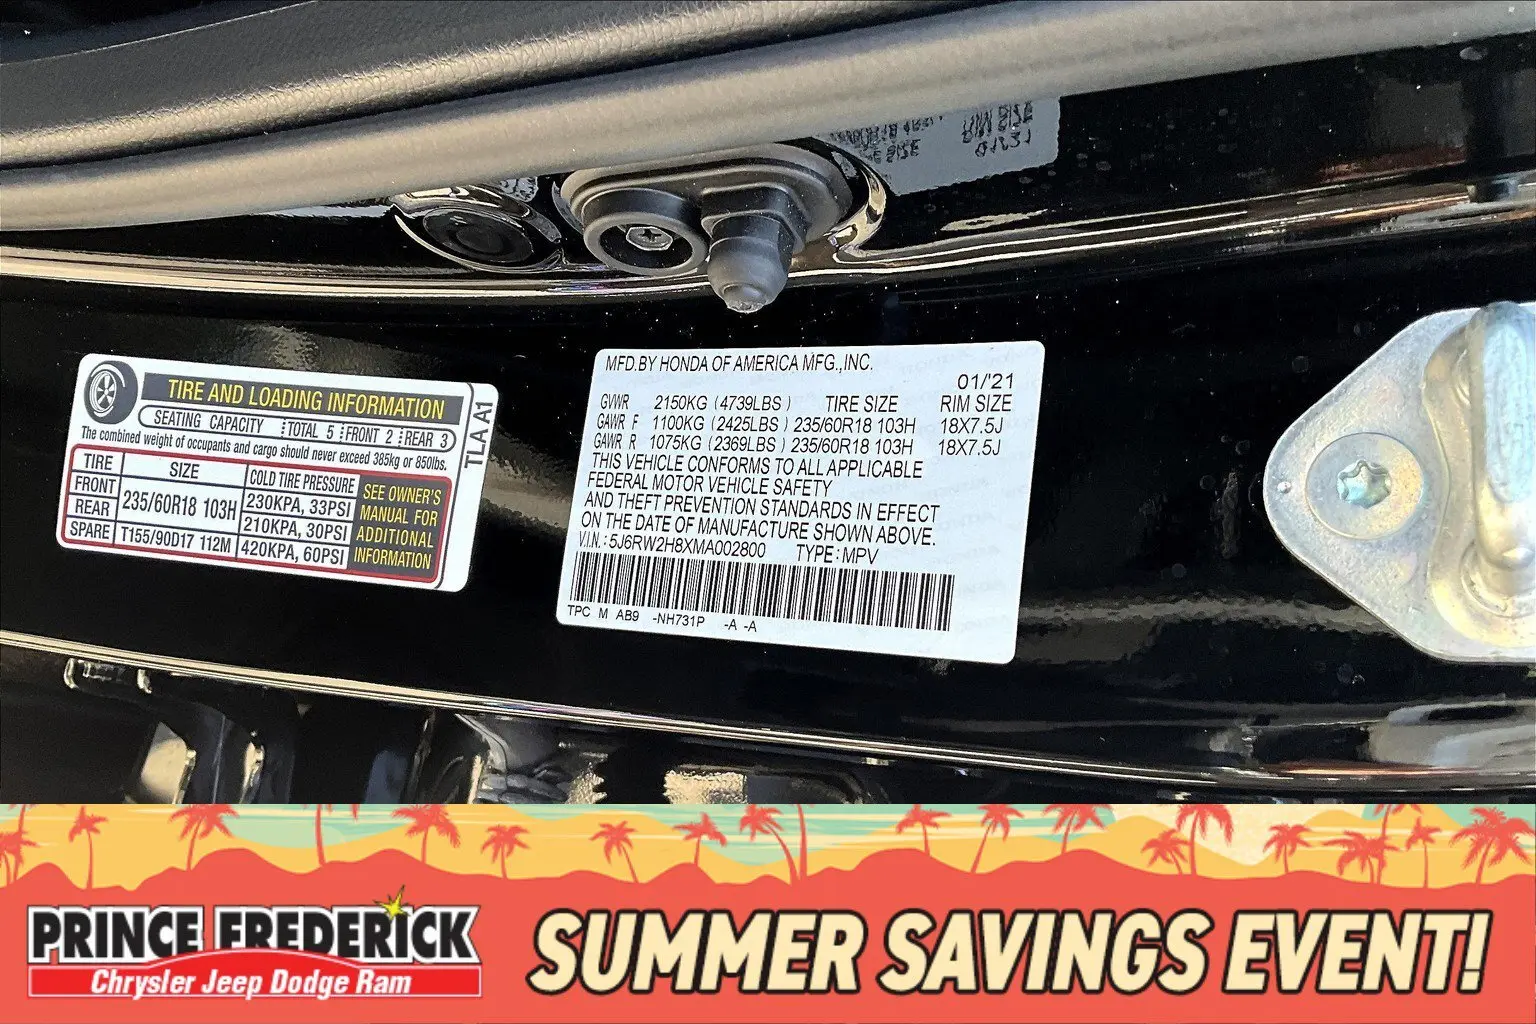 RIM SIZE
01/'21
SIZE
TIRE AND LOADING INFORMATION
SEATING CAPACITY TOTAL 5 FRONT 2 REAR 3
The combined weight of occupants and cargo should never exceed 385kg or 850lbs.
TIRE SIZE COLD TIRE PRESSURE
FRONT 235/60R18 103H 230KPA, 33PSI
REAR 210KPA, 30PSI
SPARE T155/90D17 112M 420KPA, 60PSI
SEE OWNER'S
MANUAL FOR
ADDITIONAL
INFORMATION
TLA A1
MFD.BY HONDA OF AMERICA MFG.,INC.
01/'21
GVWR 2150KG (4739LBS) TIRE SIZE RIM SIZE
GAWR F 1100KG (2425LBS) 235/60R18 103H 18X7.5J
GAWR R 1075KG (2369LBS) 235/60R18 103H 18X7.5J
THIS VEHICLE CONFORMS TO ALL APPLICABLE
FEDERAL MOTOR VEHICLE SAFETY
AND THEFT PREVENTION STANDARDS IN EFFECT
ON THE DATE OF MANUFACTURE SHOWN ABOVE.
V.I.N.: 5J6RW2H8XMA002800 TYPE: MPV
TPC M AB9 -NH731P -A -A
PRINCE FREDERICK
Chrysler Jeep Dodge Ram
SUMMER SAVINGS EVENT!